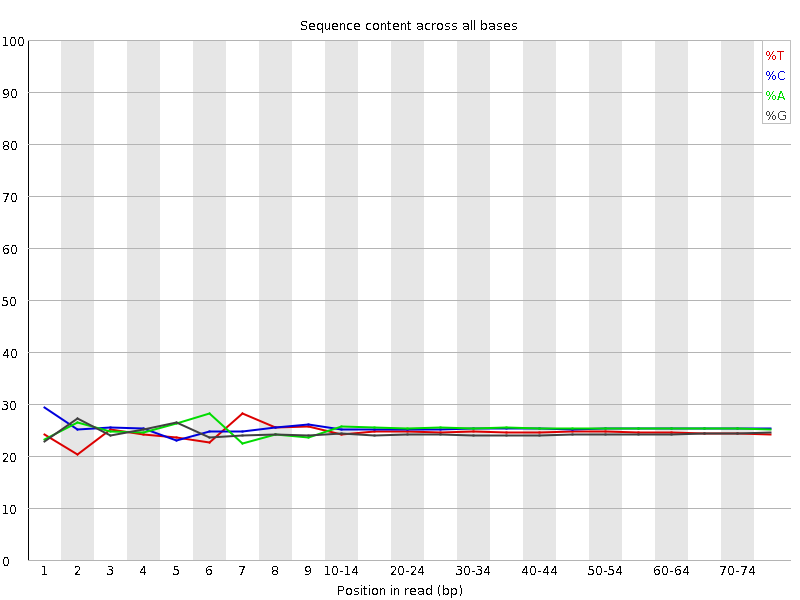 Sequence content across all bases
100
90
80
70
60
50
40
30
20
10
0
%T
%C
%A
%G
1 2 3 4 5 6 7 8 9 10-14 20-24 30-34 40-44 50-54 60-64 70-74
Position in read (bp)